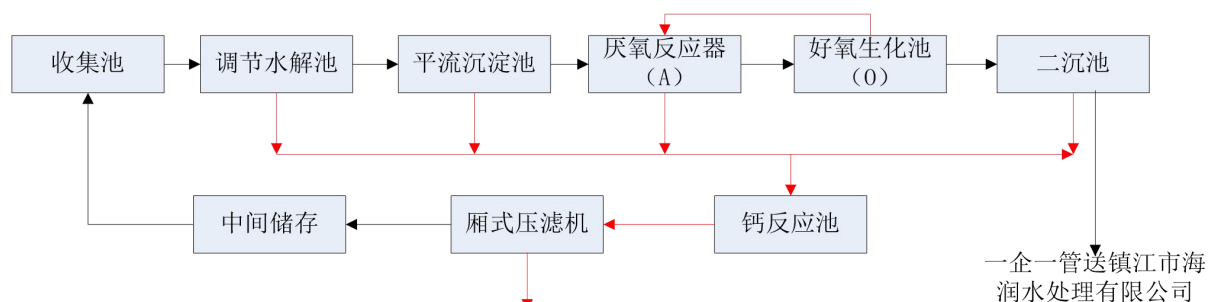 收集池
调节水解池
平流沉淀池
厌氧反应器
（A）
好氧生化池
（O）
二沉池
中间储存
厢式压滤机
钙反应池
一企一管送镇江市海
润水处理有限公司